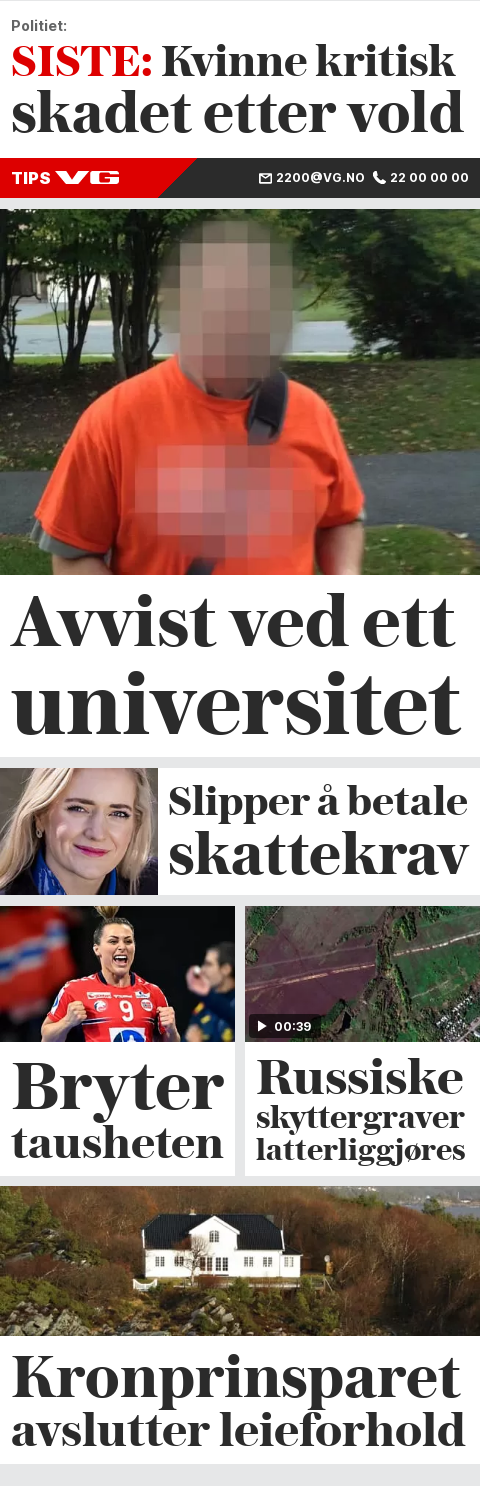 Politiet:
SISTE: Kvinne kritisk
skadet etter vold
TIPS VG
2200@VG.NO 22 00 00 00
Avvist ved ett
universitet
Slipper å betale
skattekrav
9
00:39
Bryter
tausheten
Russiske
skyttergraver
latterliggjøres
Kronprinsparet
avslutter leieforhold